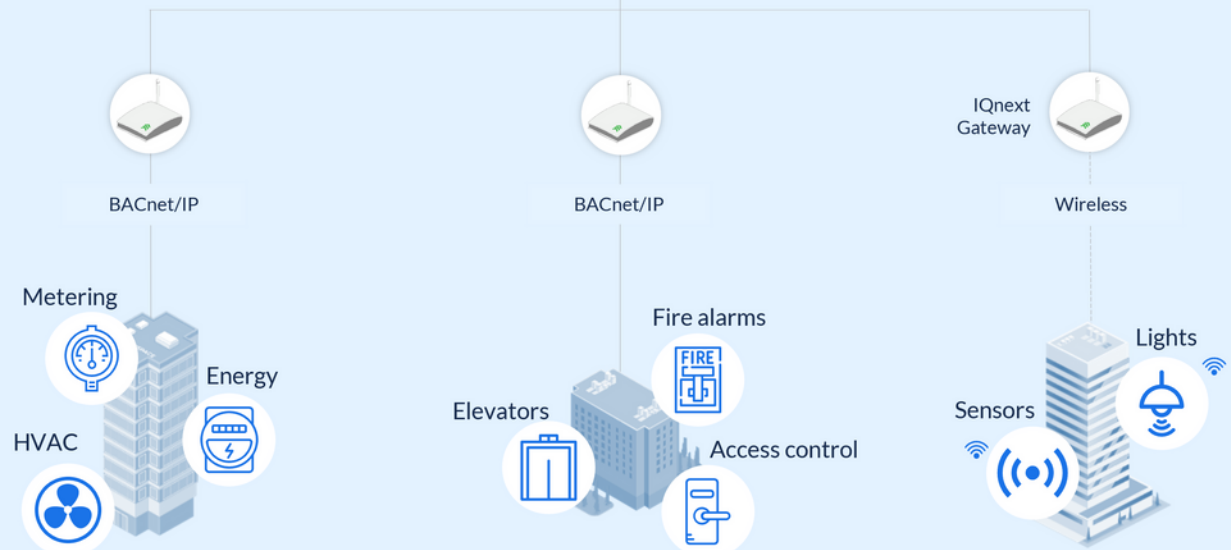 IQnext
Gateway
BACnet/IP
BACnet/IP
Wireless
Metering
Energy
HVAC
Fire alarms
FIRE
Elevators
Access control
Lights
Sensors